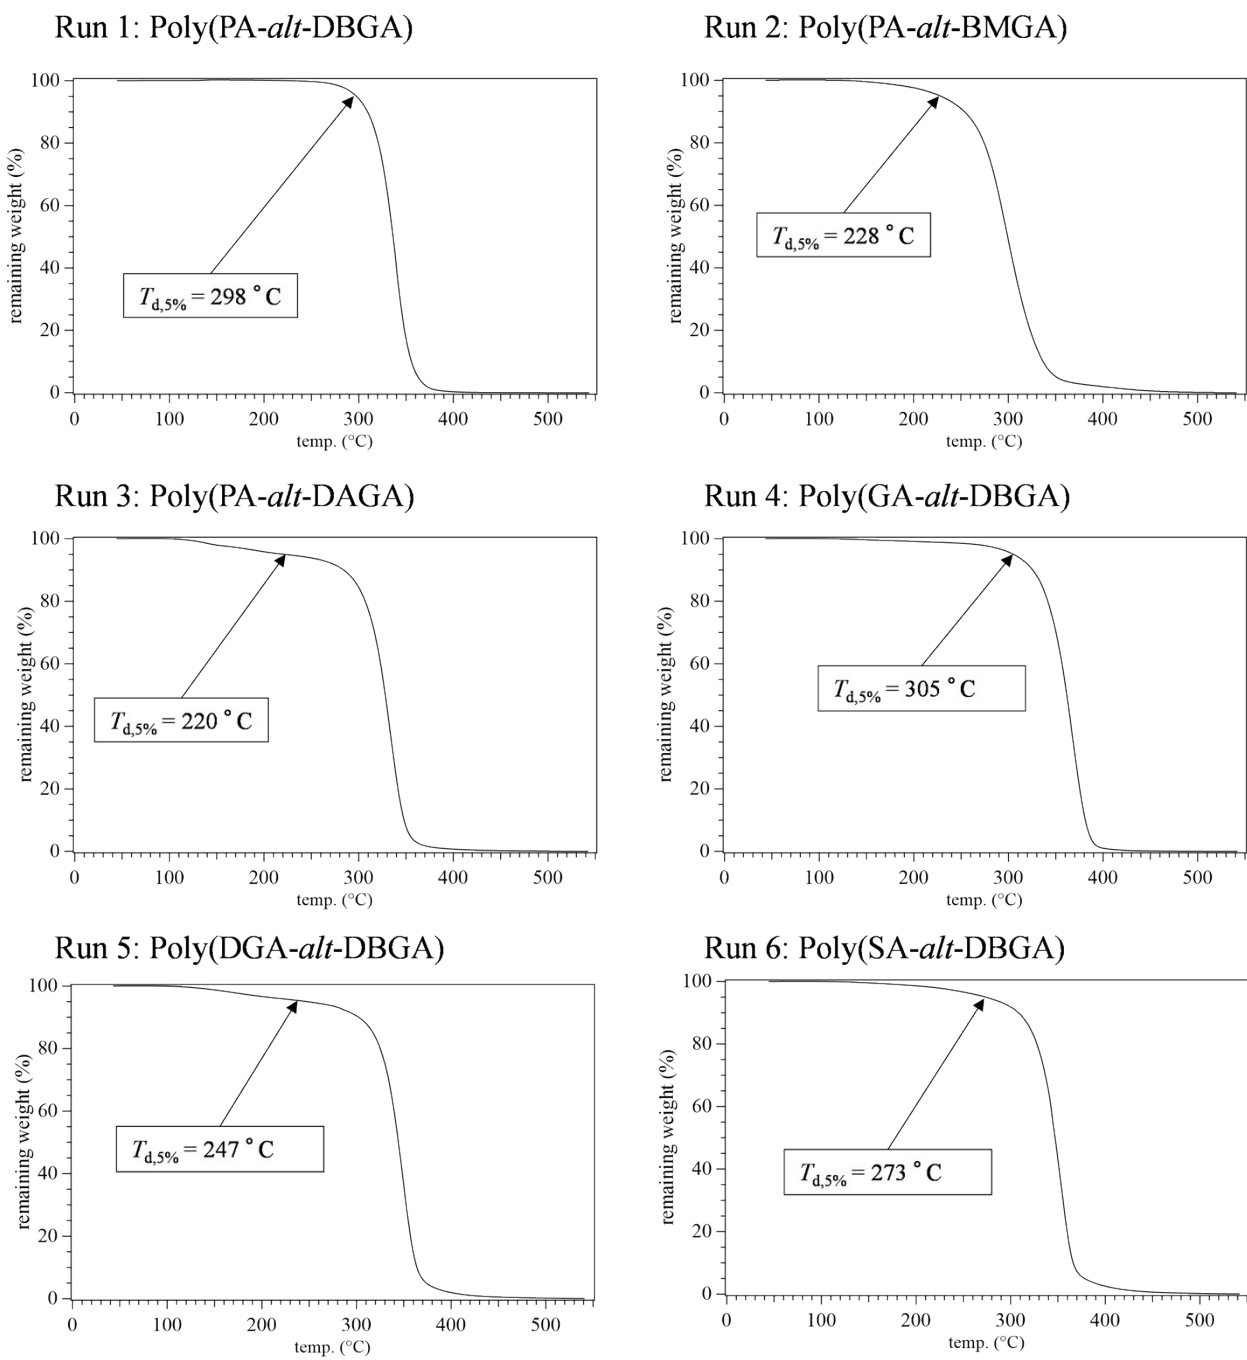 Run 1: Poly(PA-alt-DBGA)
100
80
60
40
20
0
remaining weight (%)
Td,5% = 298 °C
0 100 200 300 400 500
temp. (°C)
Run 2: Poly(PA-alt-BMGA)
100
80
60
40
20
0
remaining weight (%)
Td,5% = 228 °C
0 100 200 300 400 500
temp. (°C)
Run 3: Poly(PA-alt-DAGA)
100
80
60
40
20
0
remaining weight (%)
Td,5% = 220 °C
0 100 200 300 400 500
temp. (°C)
Run 4: Poly(GA-alt-DBGA)
100
80
60
40
20
0
remaining weight (%)
Td,5% = 305 °C
0 100 200 300 400 500
temp. (°C)
Run 5: Poly(DGA-alt-DBGA)
100
80
60
40
20
0
remaining weight (%)
Td,5% = 247 °C
0 100 200 300 400 500
temp. (°C)
Run 6: Poly(SA-alt-DBGA)
100
80
60
40
20
0
remaining weight (%)
Td,5% = 273 °C
0 100 200 300 400 500
temp. (°C)